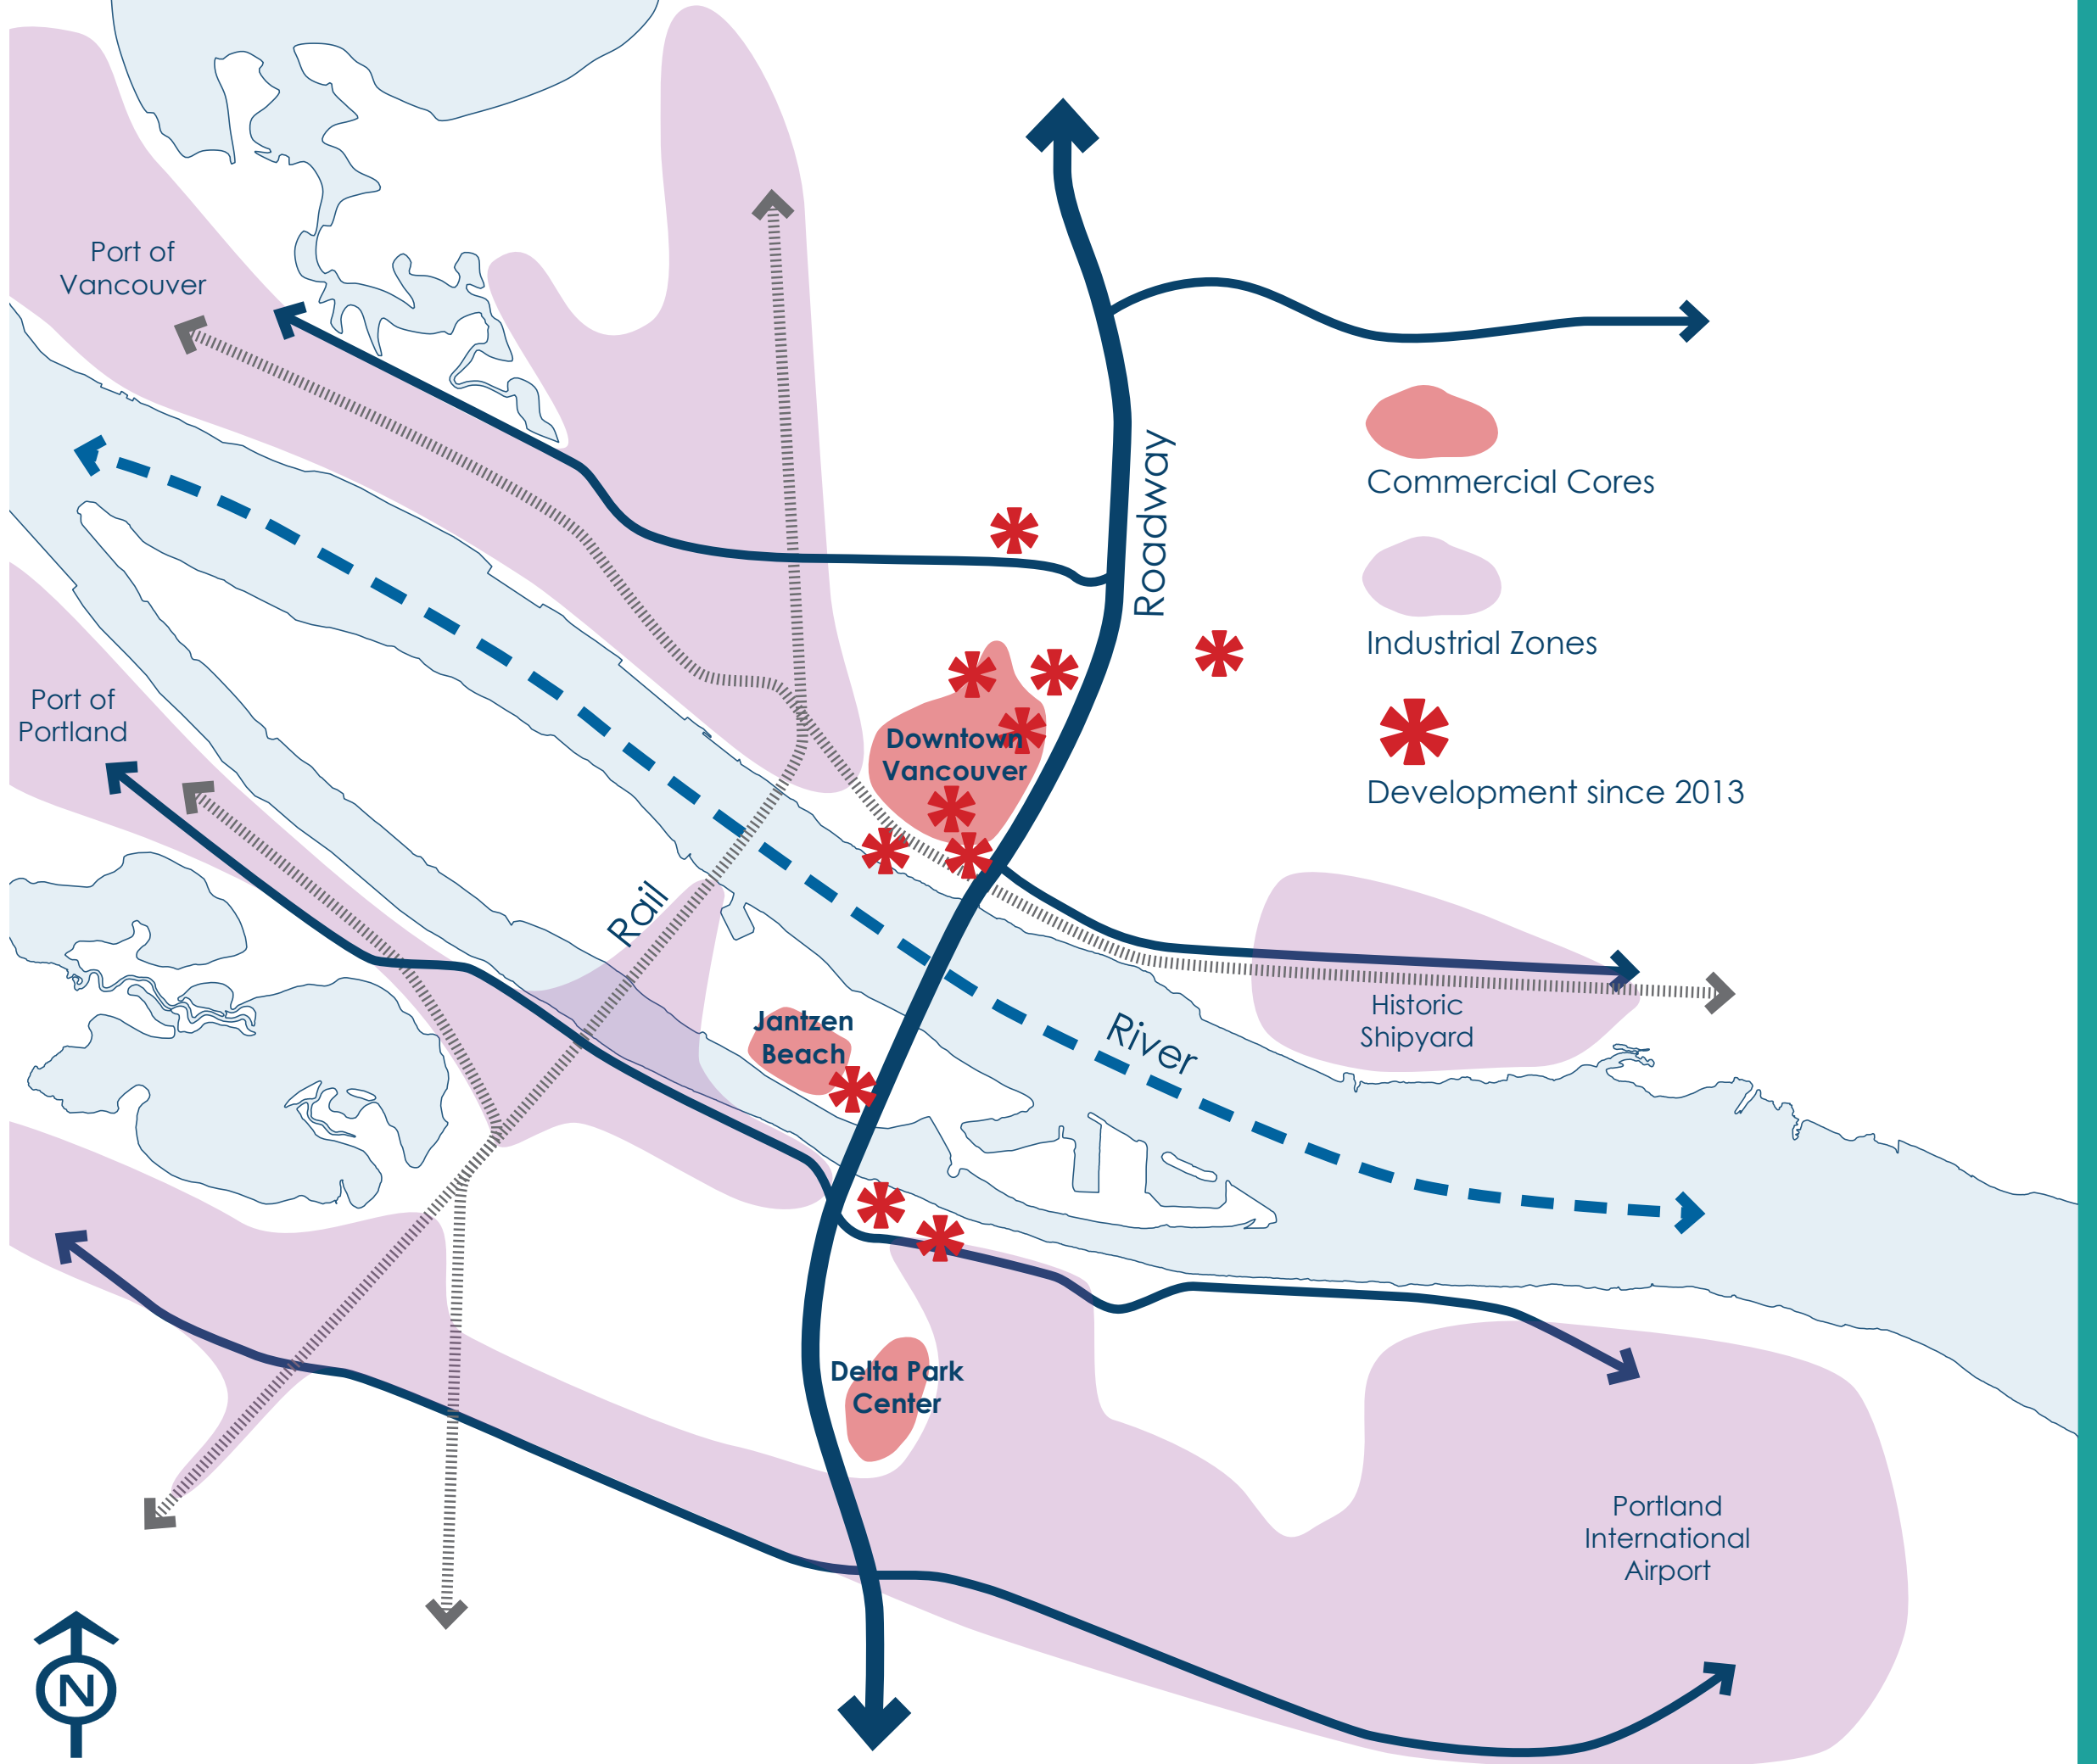 Port of
Vancouver
Roadway
Commercial Cores
Industrial Zones
Port of
Portland
Downtown
Vancouver
Development since 2013
Rail
Historic
Shipyard
Jantzen
Beach
River
Delta Park
Center
Portland
International
Airport
N